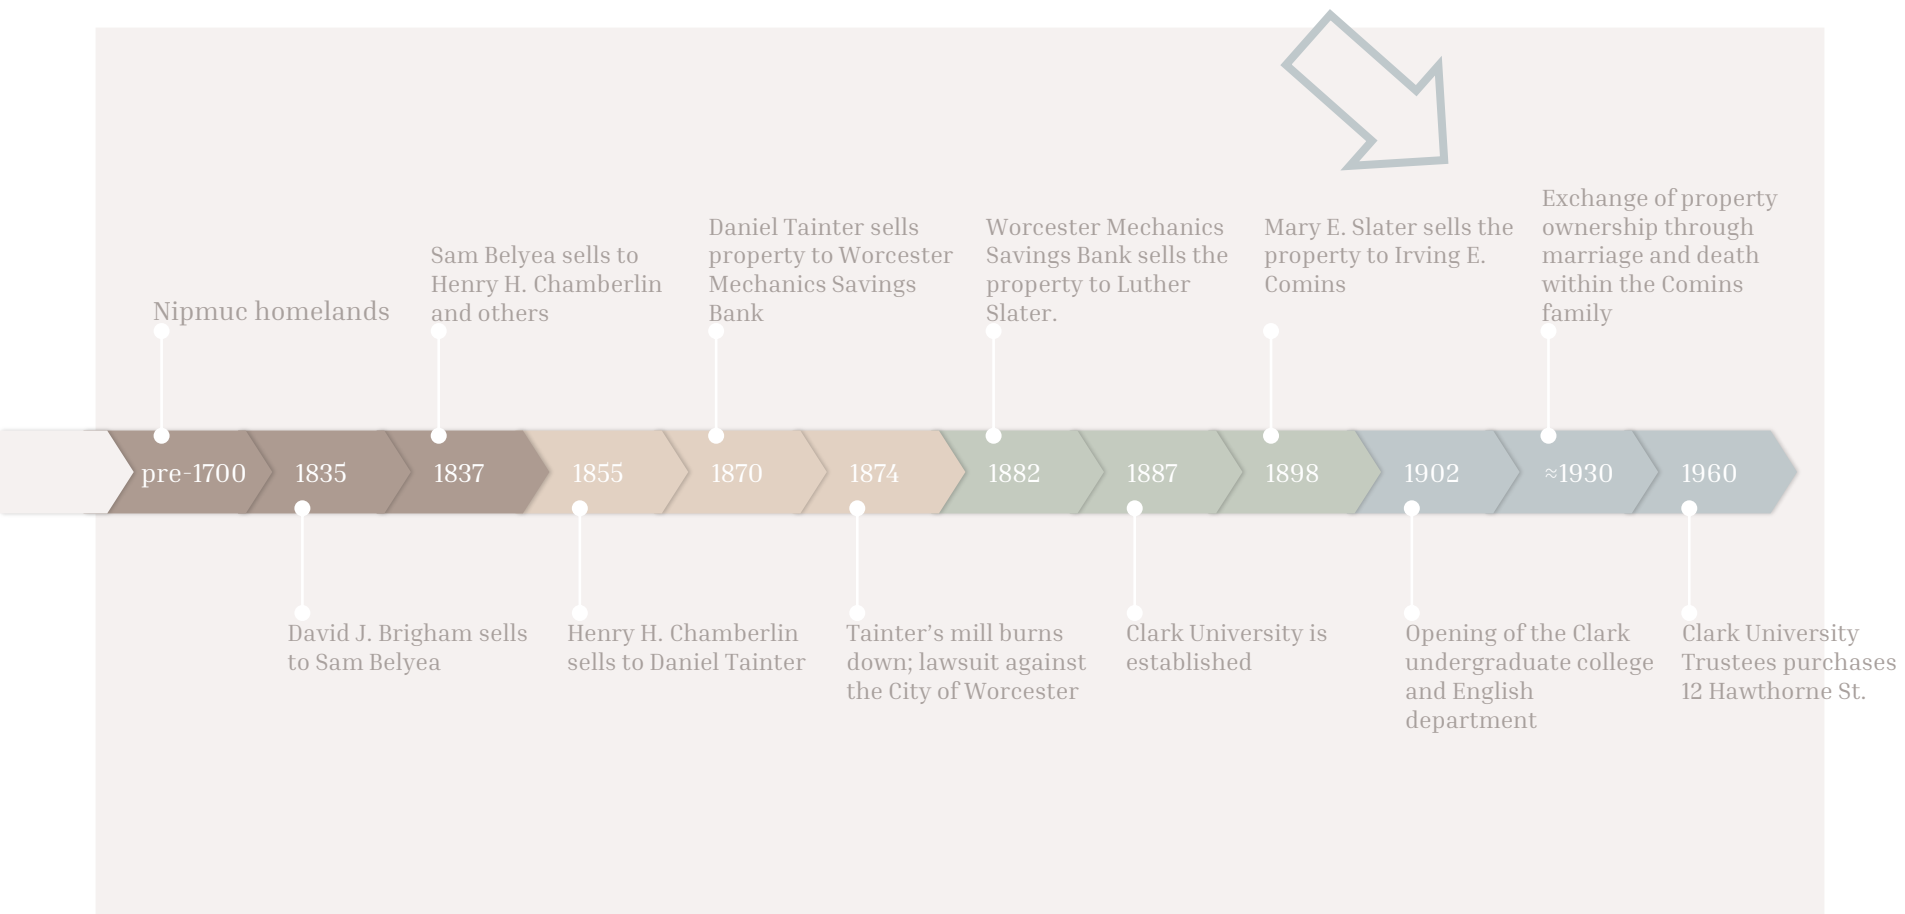 Nipmuc homelands
Sam Belyea sells to
Henry H. Chamberlin
and others
Daniel Tainter sells
property to Worcester
Mechanics Savings
Bank
Worcester Mechanics
Savings Bank sells the
property to Luther
Slater.
Mary E. Slater sells the
property to Irving E.
Comins
Exchange of property
ownership through
marriage and death
within the Comins
family
pre-1700
1835
1837
1855
1870
1874
1882
1887
1898
1902
≈1930
1960
David J. Brigham sells
to Sam Belyea
Henry H. Chamberlin
sells to Daniel Tainter
Tainter’s mill burns
down; lawsuit against
the City of Worcester
Clark University is
established
Opening of the Clark
undergraduate college
and English
department
Clark University
Trustees purchases
12 Hawthorne St.